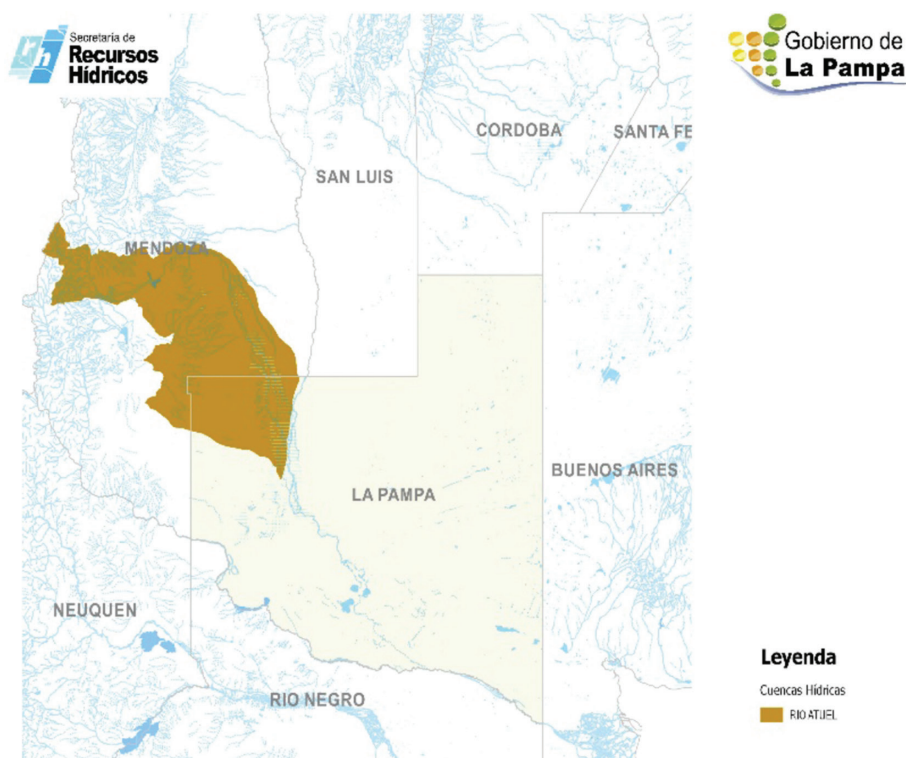 Secretaria de
Recursos
Hídricos
Gobierno de
La Pampa
CORDOBA
SANTA FE
SAN LUIS
MENDOZA
BUENOS AIRES
LA PAMPA
NEUQUEN
RIO NEGRO
Leyenda
Cuencas Hídricas
RIO ATUEL